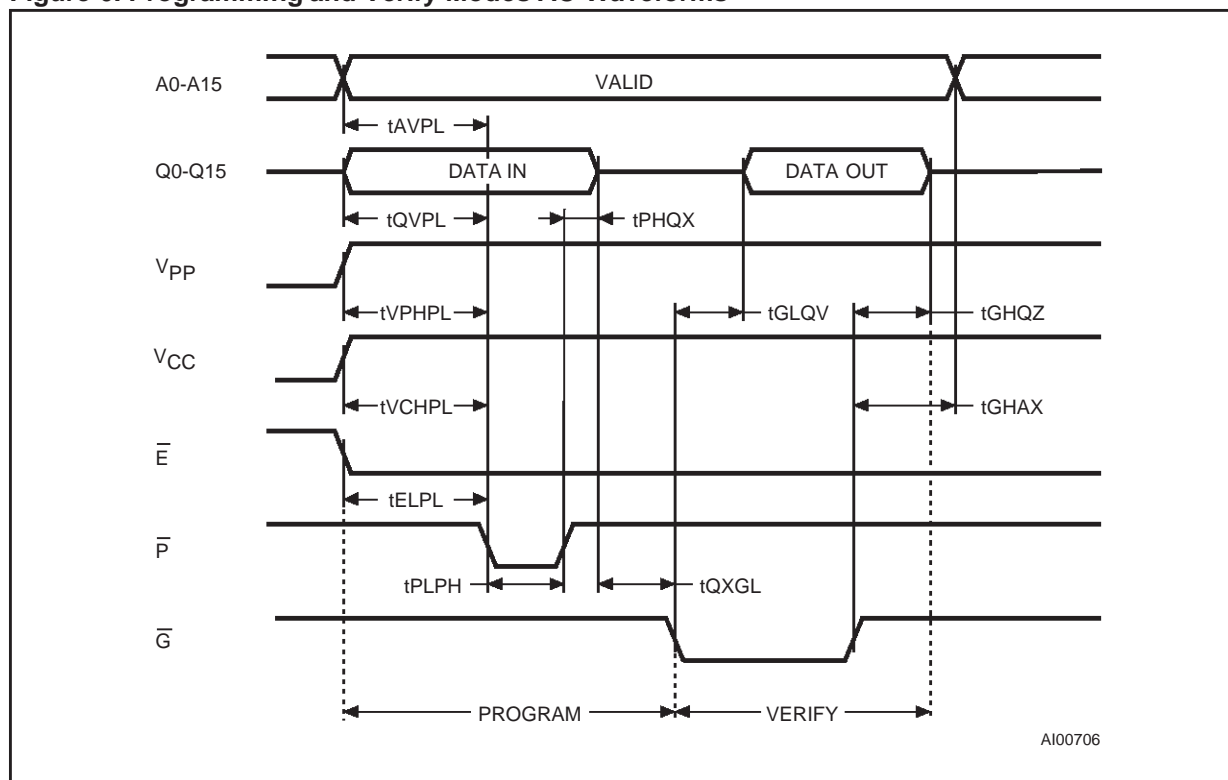 A0-A15
VALID
tAVPL
Q0-Q15
DATA IN
DATA OUT
tQVPL
tPHQX
VPP
tVPHPL
tGLQV
tGHQZ
VCC
tVCHPL
tGHAX
E
tELPL
P
tPLPH
tQXGL
G
PROGRAM
VERIFY
AI00706